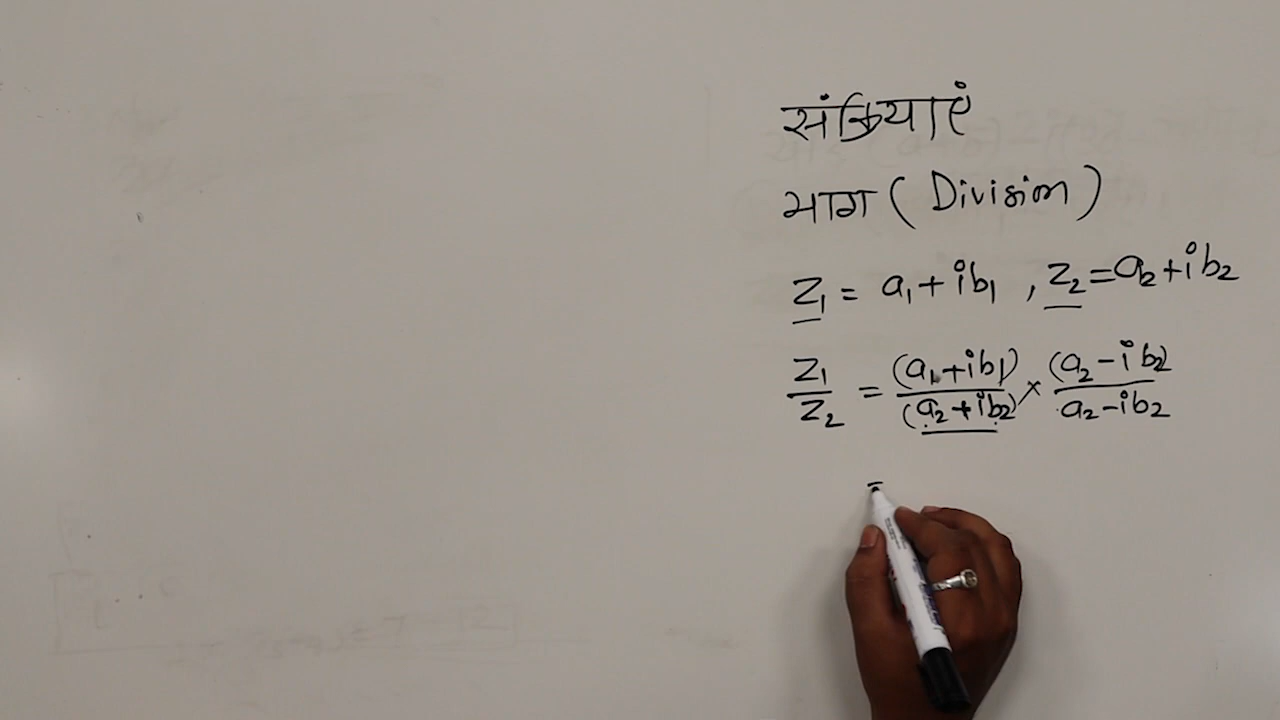 संक्रियाएं
भाग ( Division )
z₁ = a₁ + ib₁ , z₂ = a₂ + ib₂
z₁/z₂ = (a₁+ib₁)/(a₂+ib₂) × (a₂-ib₂)/a₂-ib₂